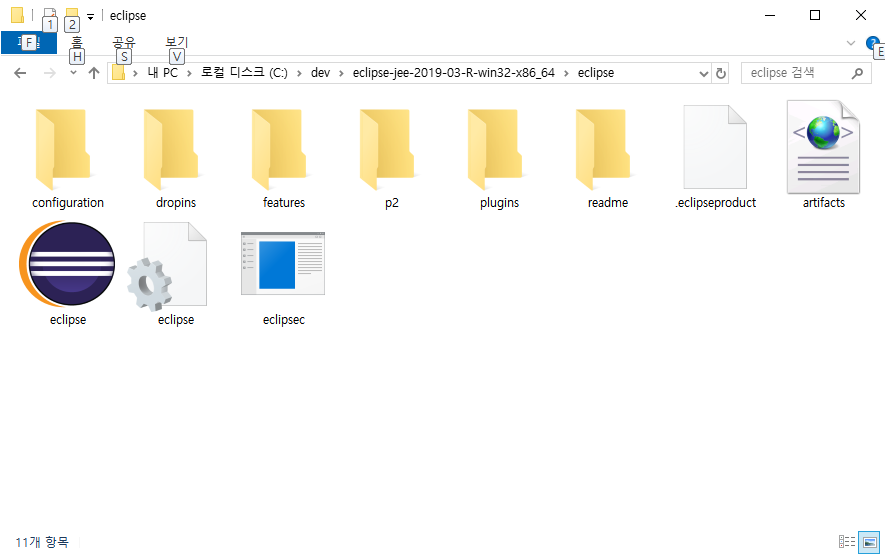 1 2 eclipse
파일 홈 공유 보기
F H S V E
내 PC 로컬 디스크 (C:) dev eclipse-jee-2019-03-R-win32-x86_64 eclipse eclipse 검색
configuration dropins features p2 plugins readme .eclipseproduct artifacts
eclipse eclipse eclipsec
11개 항목